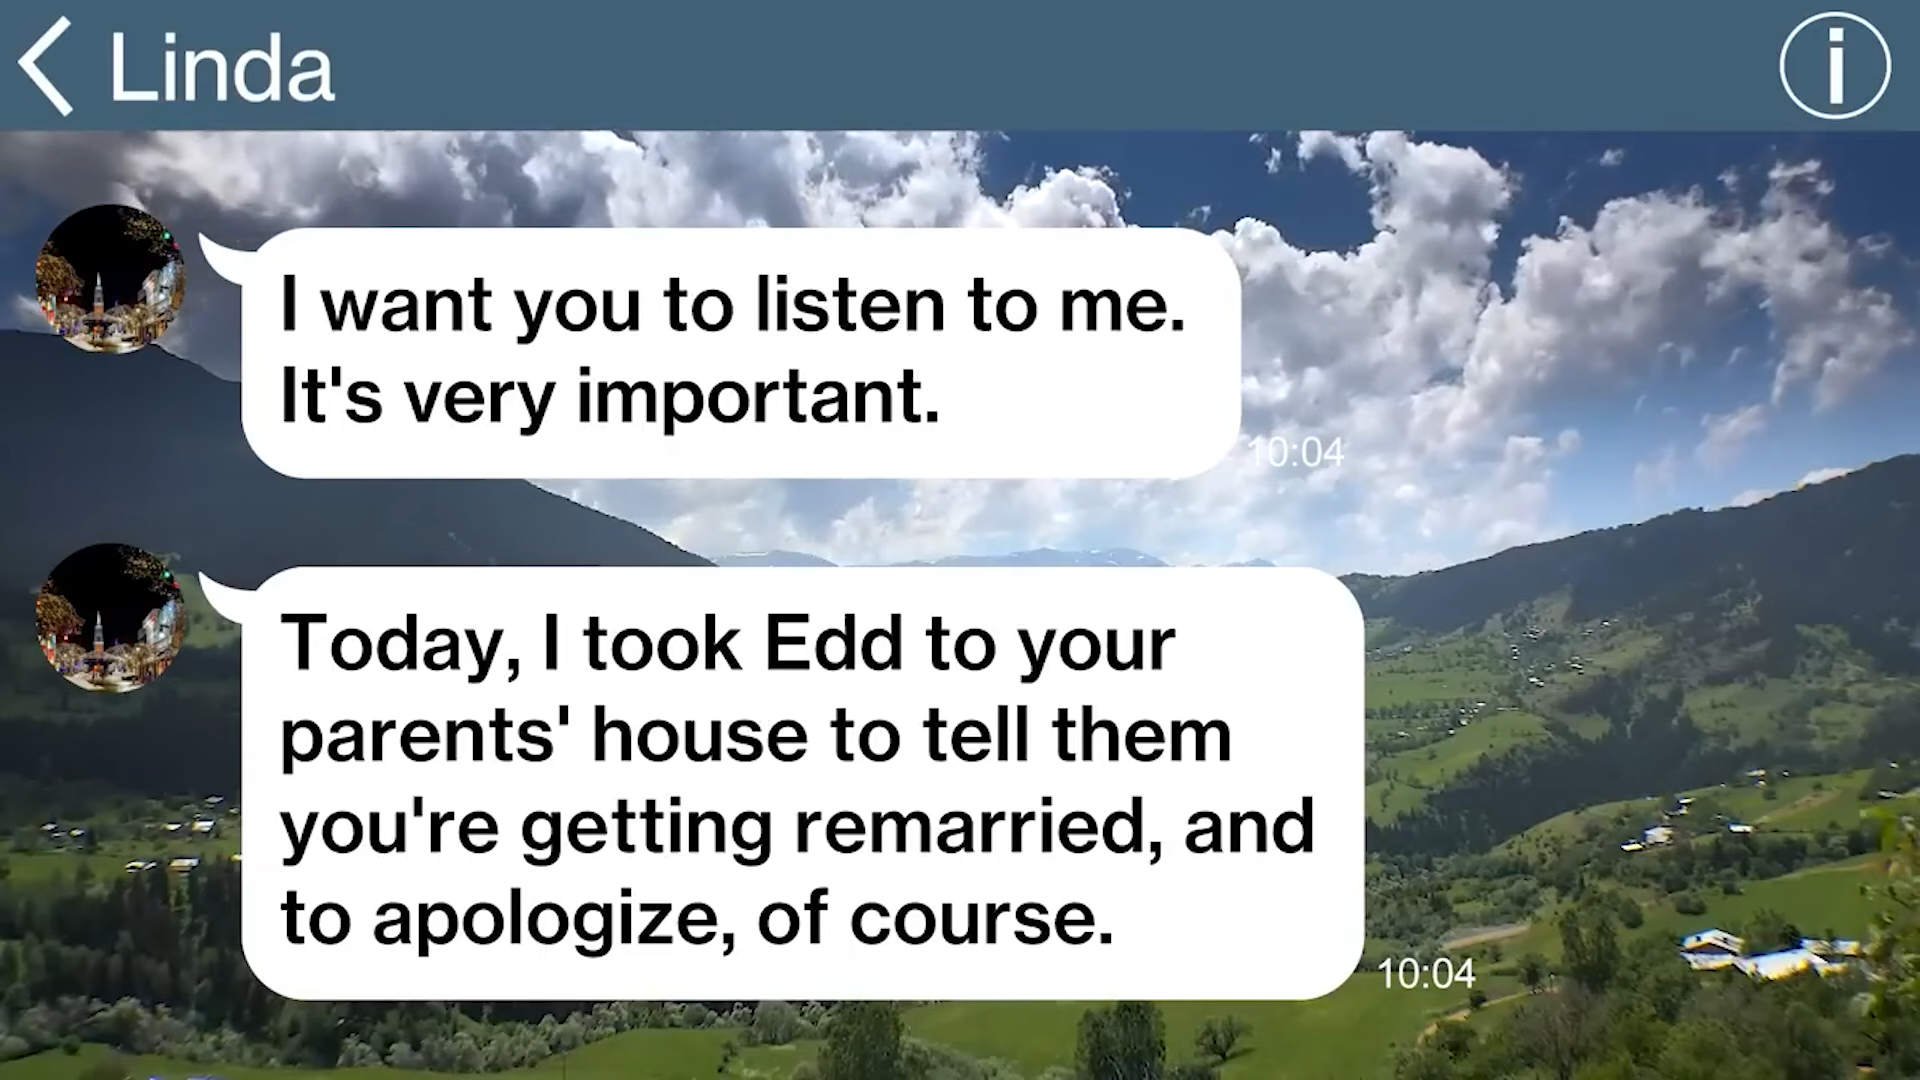 Linda
I want you to listen to me.
It's very important.
10:04
Today, I took Edd to your
parents' house to tell them
you're getting remarried, and
to apologize, of course.
10:04